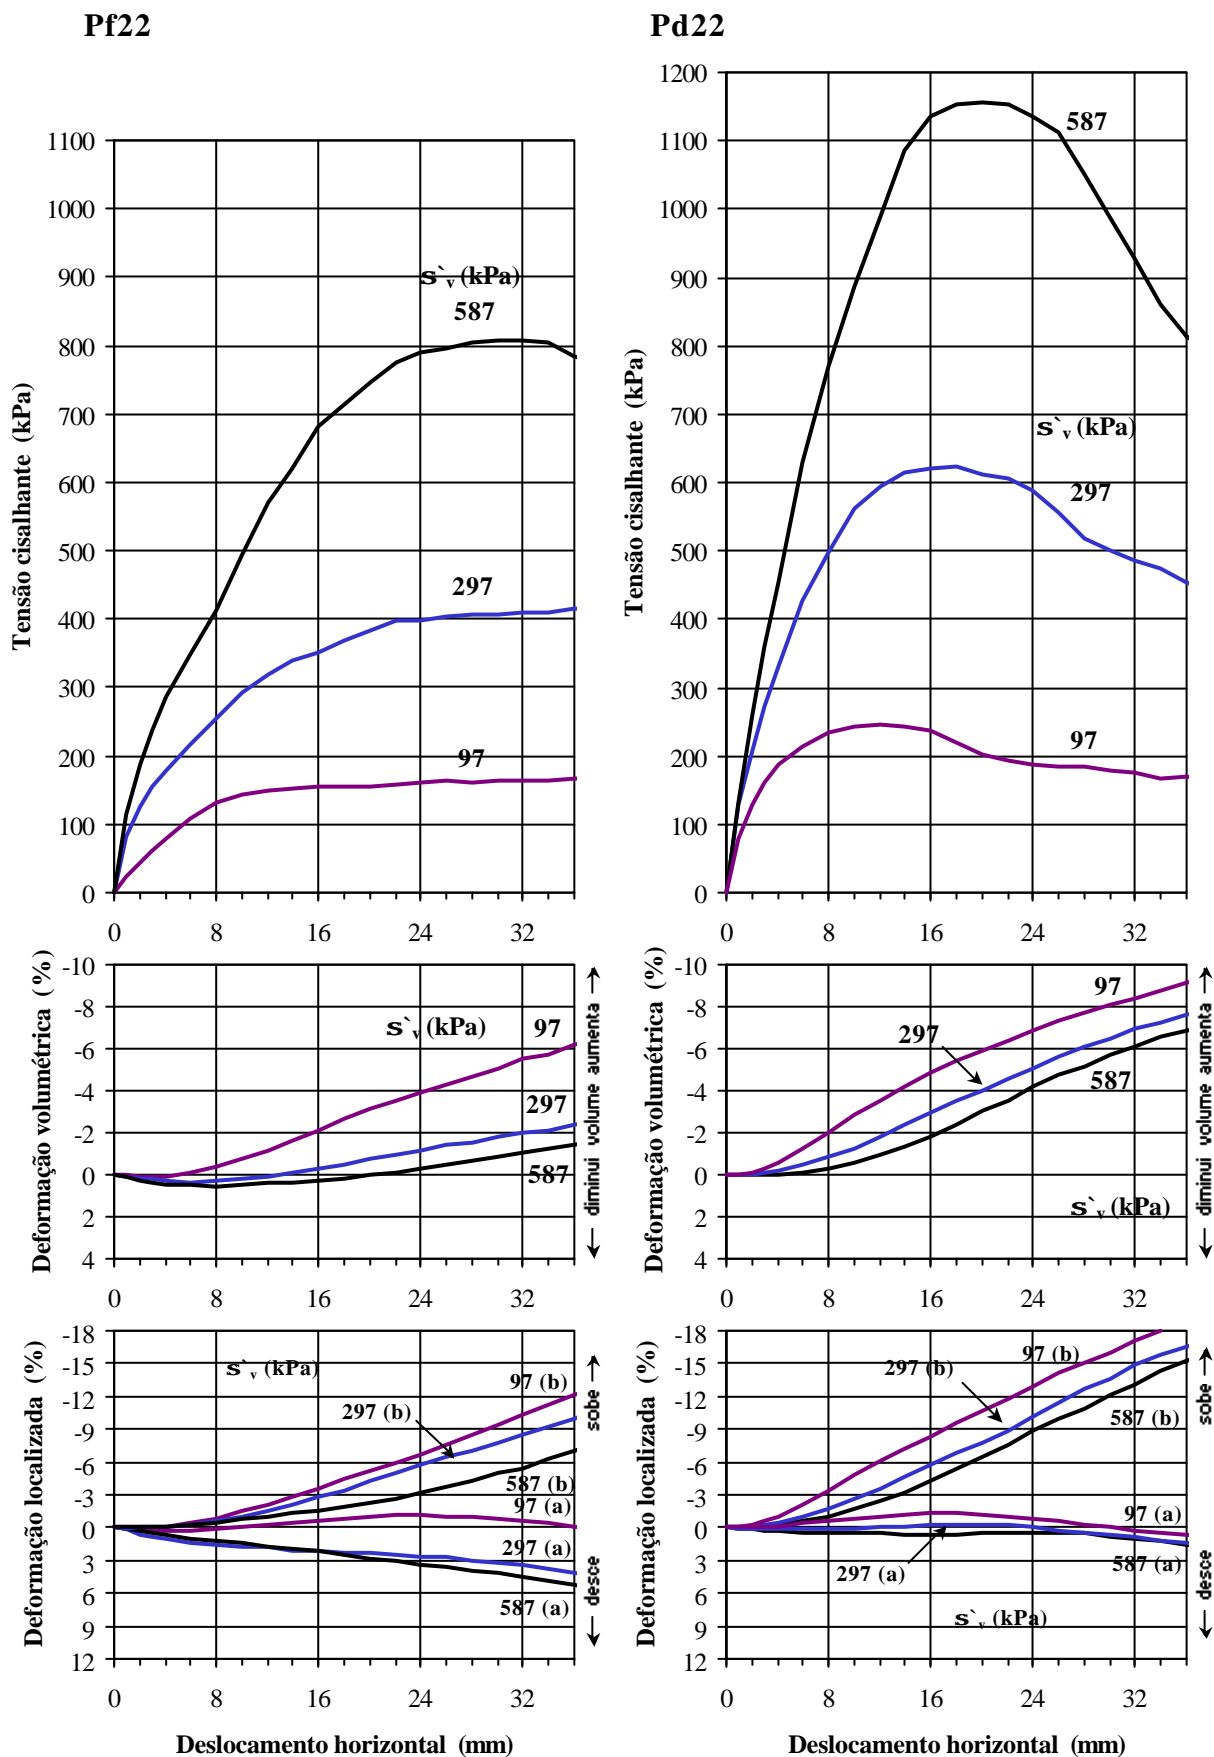 Pf22
Pd22
1100
1000
900
800
700
600
500
400
300
200
100
0
Tensão cisalhante (kPa)
s`v (kPa)
587
297
97
0 8 16 24 32
1200
1100
1000
900
800
700
600
500
400
300
200
100
0
Tensão cisalhante (kPa)
587
s`v (kPa)
297
97
0 8 16 24 32
-10
-8
-6
-4
-2
0
2
4
Deformação volumétrica (%)
s`v (kPa)
97
297
587
diminui volume aumenta
0 8 16 24 32
-10
-8
-6
-4
-2
0
2
4
Deformação volumétrica (%)
97
297
587
s`v (kPa)
diminui volume aumenta
0 8 16 24 32
-18
-15
-12
-9
-6
-3
0
3
6
9
12
Deformação localizada (%)
s`v (kPa)
97 (b)
297 (b)
587 (b)
97 (a)
297 (a)
587 (a)
sobe
desce
0 8 16 24 32
Deslocamento horizontal (mm)
-18
-15
-12
-9
-6
-3
0
3
6
9
12
Deformação localizada (%)
97 (b)
297 (b)
587 (b)
97 (a)
587 (a)
297 (a)
s`v (kPa)
sobe
desce
0 8 16 24 32
Deslocamento horizontal (mm)